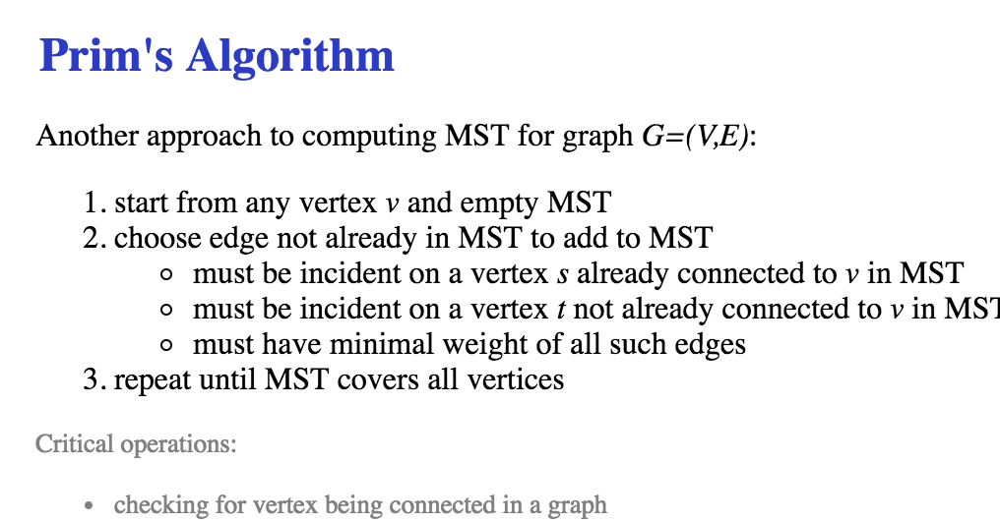 Prim's Algorithm
Another approach to computing MST for graph G=(V,E):
1. start from any vertex v and empty MST
2. choose edge not already in MST to add to MST
◦ must be incident on a vertex s already connected to v in MST
◦ must be incident on a vertex t not already connected to v in MST
◦ must have minimal weight of all such edges
3. repeat until MST covers all vertices
Critical operations:
• checking for vertex being connected in a graph